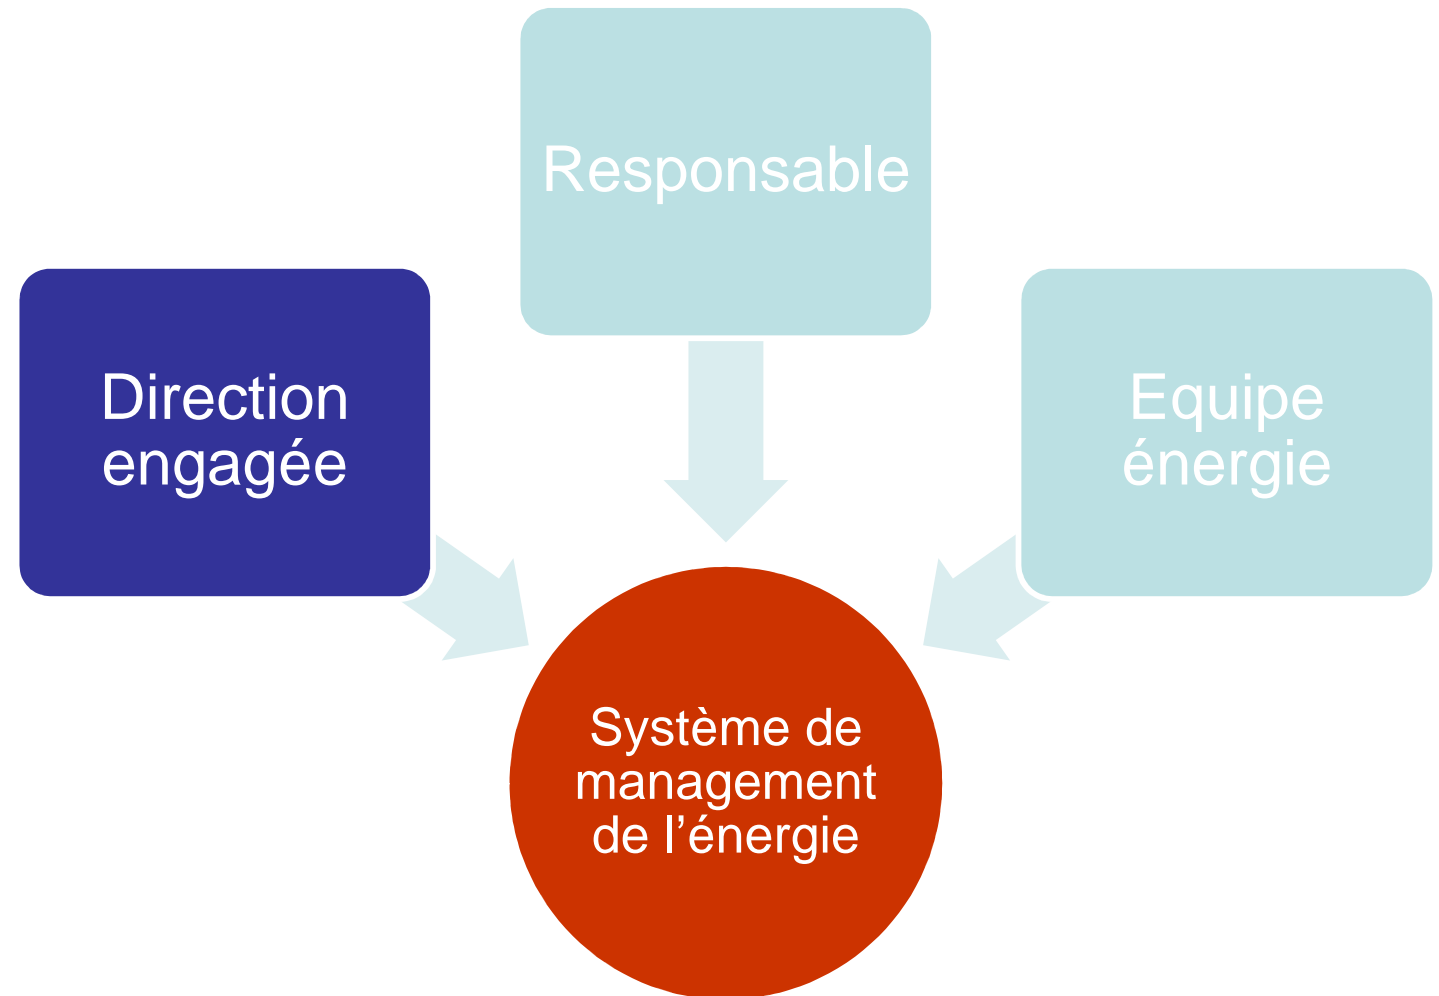 Responsable
Direction
engagée
Equipe
énergie
Système de
management
de l’énergie